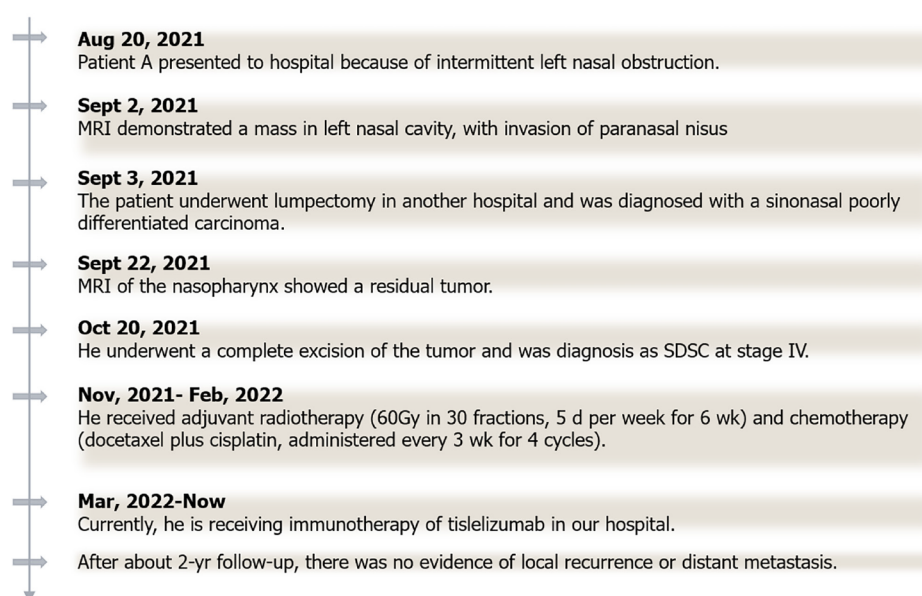 Aug 20, 2021
Patient A presented to hospital because of intermittent left nasal obstruction.
Sept 2, 2021
MRI demonstrated a mass in left nasal cavity, with invasion of paranasal nisus
Sept 3, 2021
The patient underwent lumpectomy in another hospital and was diagnosed with a sinonasal poorly
differentiated carcinoma.
Sept 22, 2021
MRI of the nasopharynx showed a residual tumor.
Oct 20, 2021
He underwent a complete excision of the tumor and was diagnosis as SDSC at stage IV.
Nov, 2021- Feb, 2022
He received adjuvant radiotherapy (60Gy in 30 fractions, 5 d per week for 6 wk) and chemotherapy
(docetaxel plus cisplatin, administered every 3 wk for 4 cycles).
Mar, 2022-Now
Currently, he is receiving immunotherapy of tislelizumab in our hospital.
After about 2-yr follow-up, there was no evidence of local recurrence or distant metastasis.